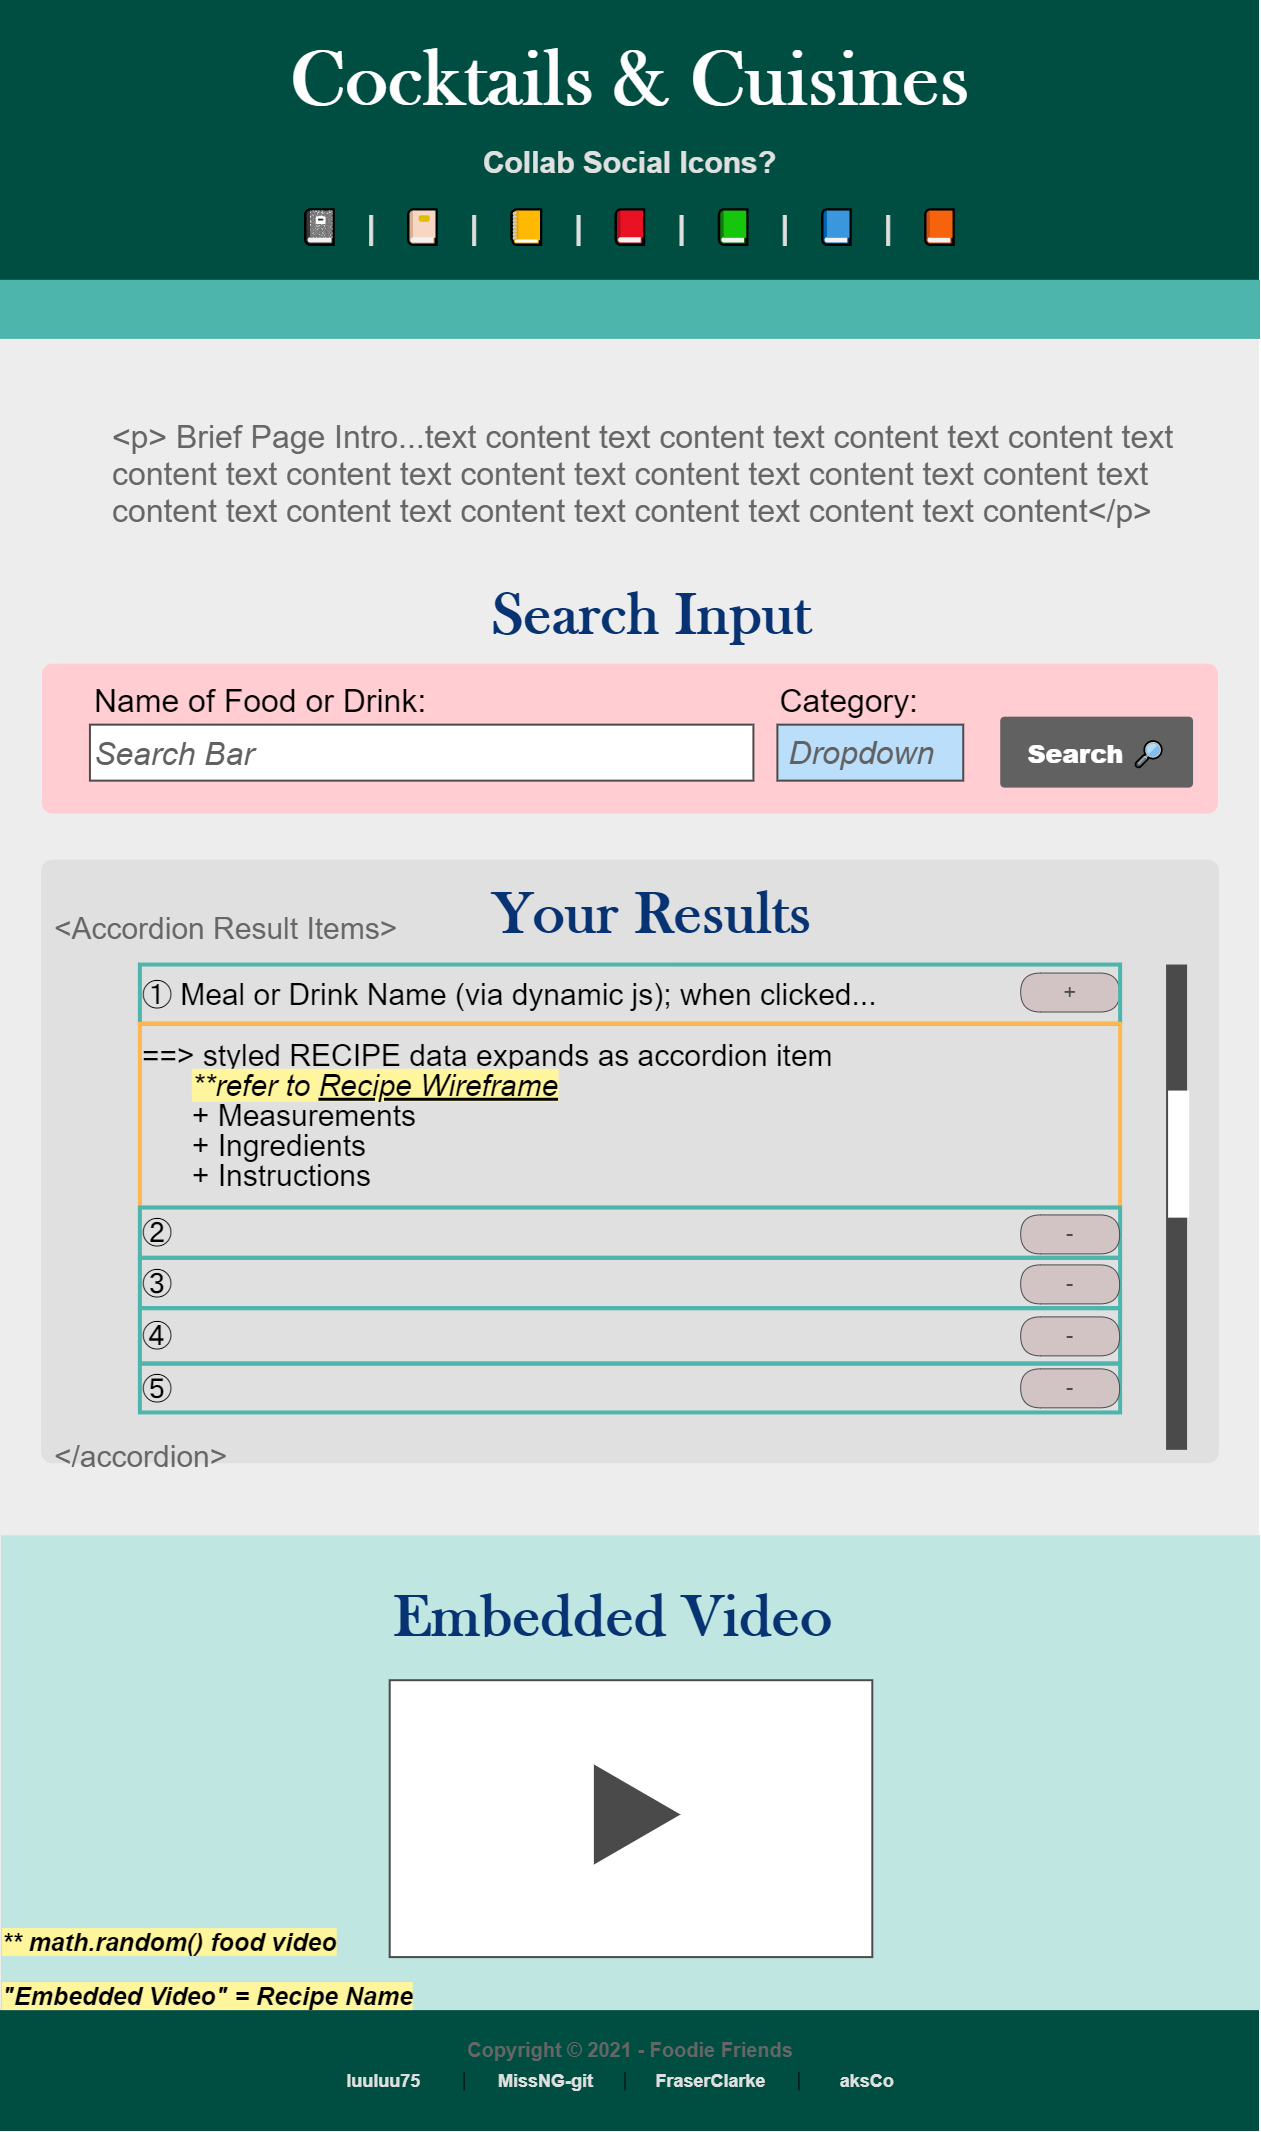 Cocktails & Cuisines
Collab Social Icons?
| | | | | |
<p> Brief Page Intro...text content text content text content text content text
content text content text content text content text content text content text
content text content text content text content text content text content</p>
Search Input
Name of Food or Drink:
Category:
Search Bar
Dropdown
Search
Your Results
<Accordion Result Items>
① Meal or Drink Name (via dynamic js); when clicked...
+
==> styled RECIPE data expands as accordion item
**refer to Recipe Wireframe
+ Measurements
+ Ingredients
+ Instructions
②
-
③
-
④
-
⑤
-
</accordion>
Embedded Video
** math.random() food video
"Embedded Video" = Recipe Name
Copyright © 2021 - Foodie Friends
luuluu75 | MissNG-git | FraserClarke | aksCo